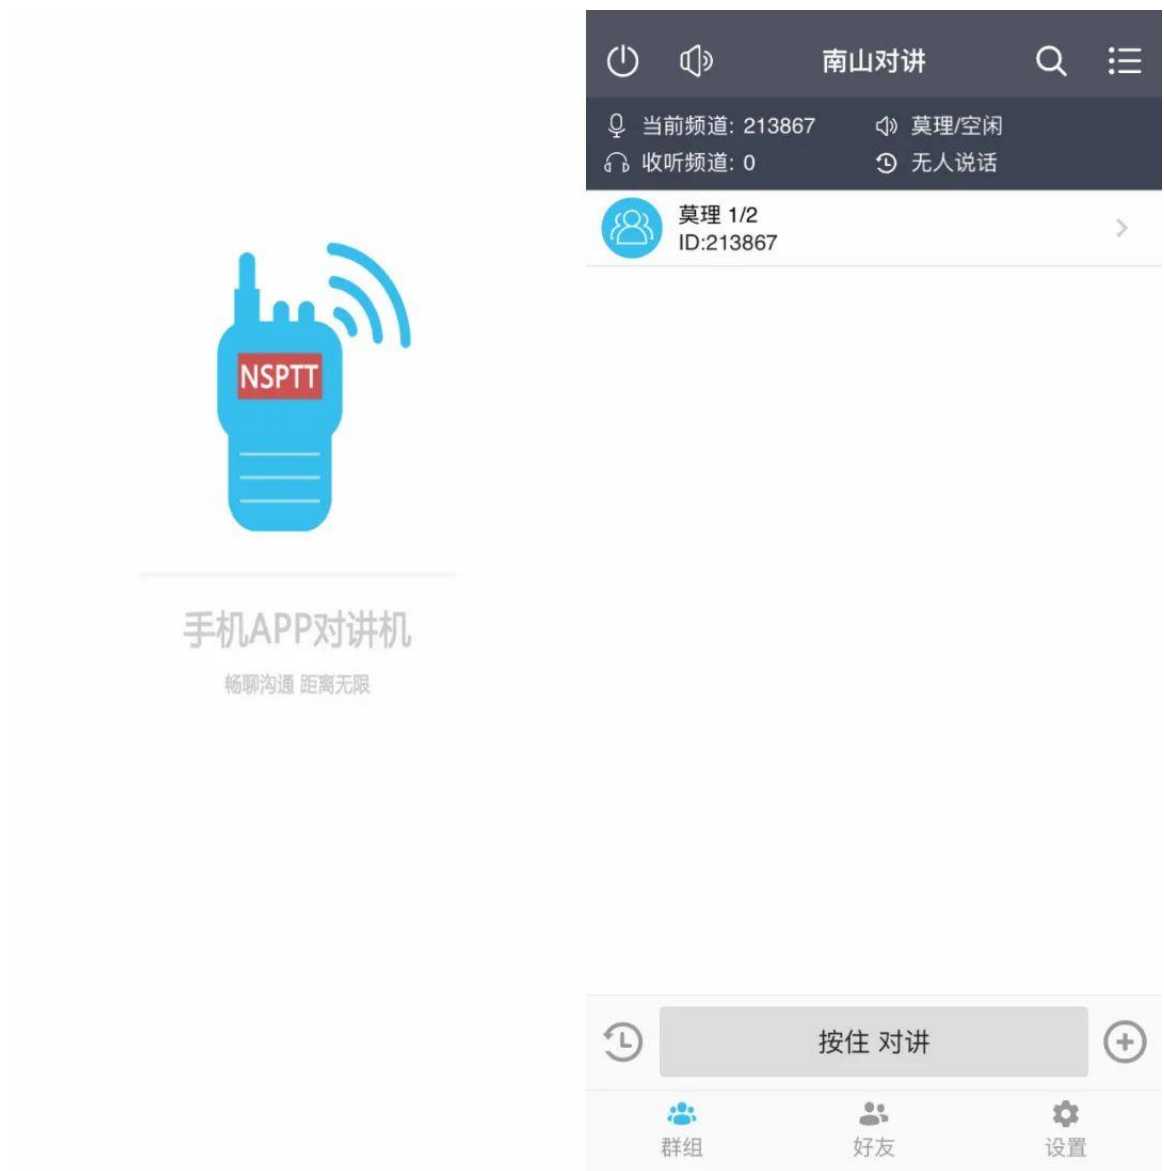 NSPTT
手机APP对讲机
畅聊沟通 距离无限
南山对讲
当前频道: 213867
莫理/空闲
收听频道: 0
无人说话
莫理 1/2
ID:213867
按住 对讲
群组
好友
设置